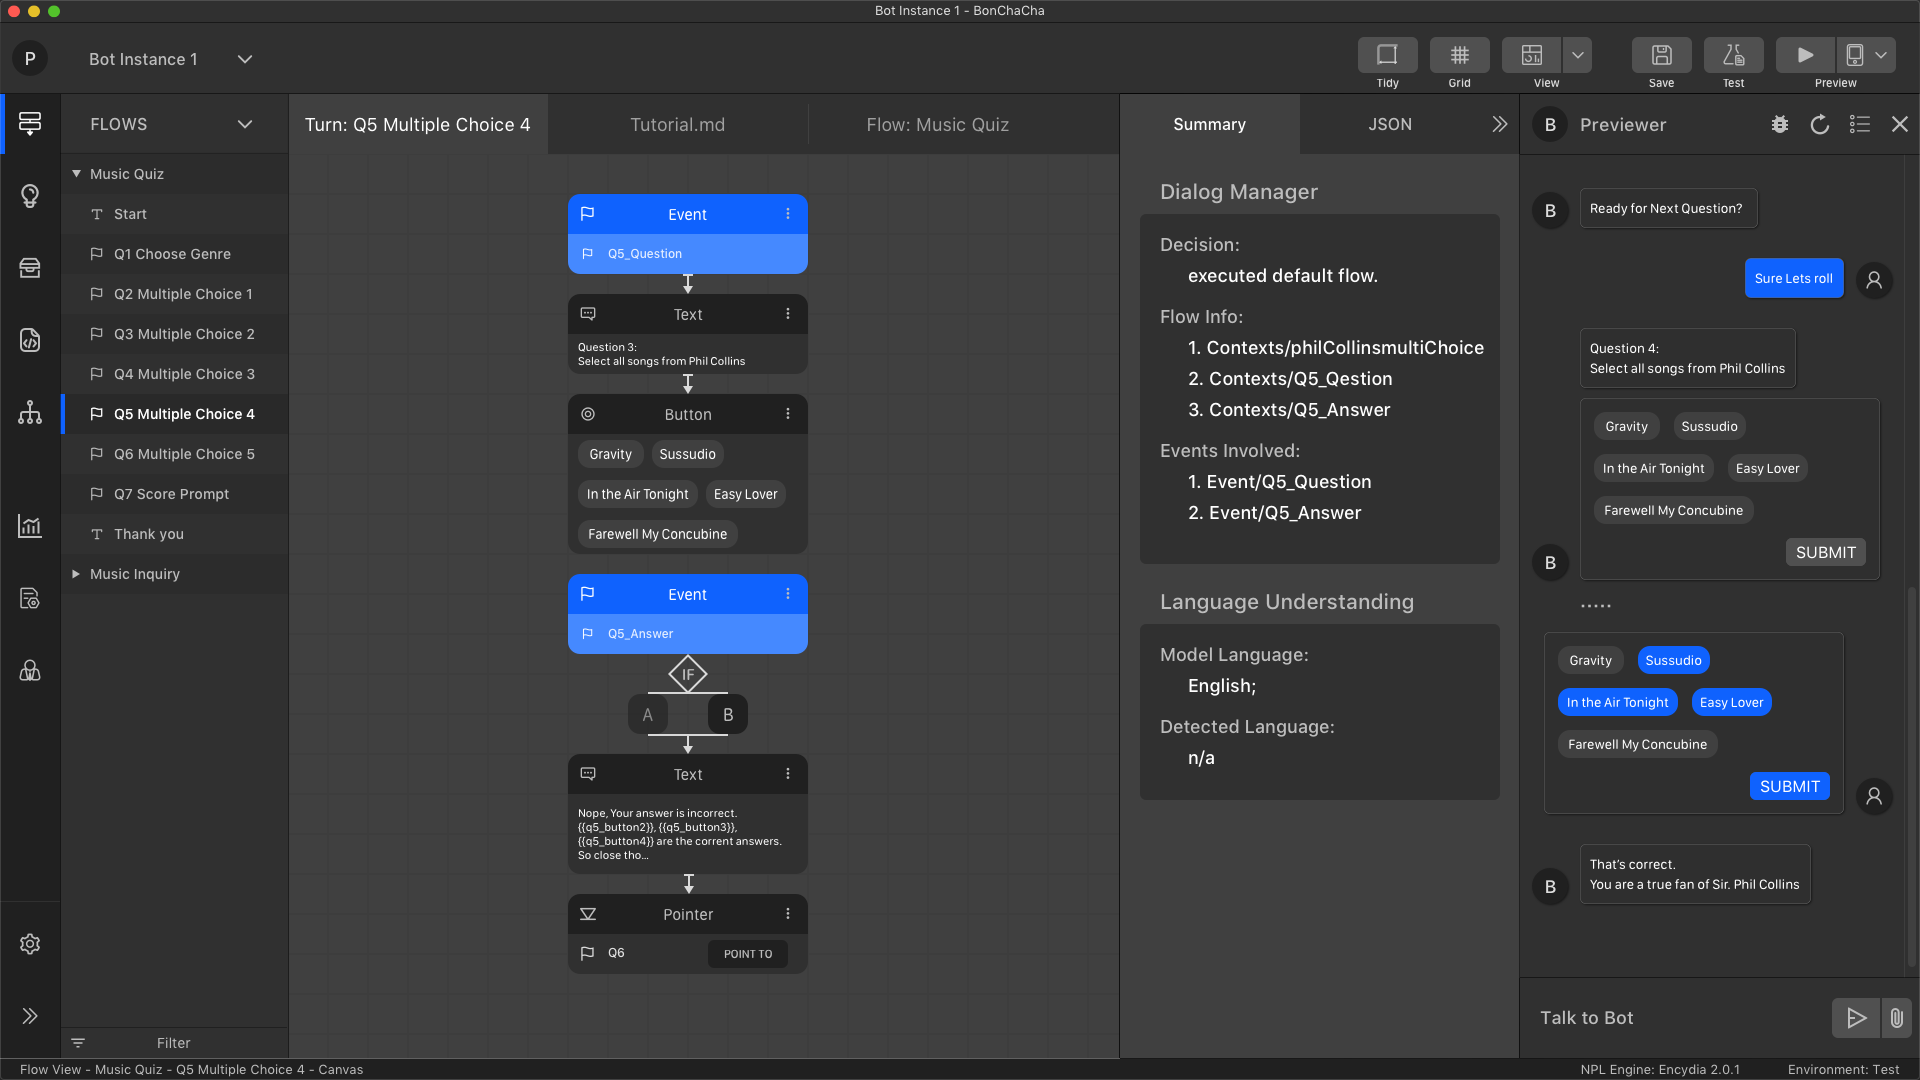 Bot Instance 1 - BonChaCha
P
Bot Instance 1
Tidy
Grid
View
Save
Test
Preview
FLOWS
Music Quiz
Start
Q1 Choose Genre
Q2 Multiple Choice 1
Q3 Multiple Choice 2
Q4 Multiple Choice 3
Q5 Multiple Choice 4
Q6 Multiple Choice 5
Q7 Score Prompt
Thank you
Music Inquiry
Filter
Turn: Q5 Multiple Choice 4
Tutorial.md
Flow: Music Quiz
Event
Q5_Question
Text
Question 3:
Select all songs from Phil Collins
Button
Gravity
Sussudio
In the Air Tonight
Easy Lover
Farewell My Concubine
Event
Q5_Answer
IF
A
B
Text
Nope, Your answer is incorrect.
{{q5_button2}}, {{q5_button3}},
{{q5_button4}} are the corrent answers.
So close tho...
Pointer
Q6
POINT TO
Summary
JSON
Dialog Manager
Decision:
executed default flow.
Flow Info:
1. Contexts/philCollinsmultiChoice
2. Contexts/Q5_Qestion
3. Contexts/Q5_Answer
Events Involved:
1. Event/Q5_Question
2. Event/Q5_Answer
Language Understanding
Model Language:
English;
Detected Language:
n/a
B
Previewer
B
Ready for Next Question?
Sure Lets roll
Question 4:
Select all songs from Phil Collins
Gravity
Sussudio
In the Air Tonight
Easy Lover
Farewell My Concubine
SUBMIT
B
.....
Gravity
Sussudio
In the Air Tonight
Easy Lover
Farewell My Concubine
SUBMIT
That's correct.
You are a true fan of Sir. Phil Collins
B
Talk to Bot
Flow View - Music Quiz - Q5 Multiple Choice 4 - Canvas
NPL Engine: Encydia 2.0.1
Environment: Test